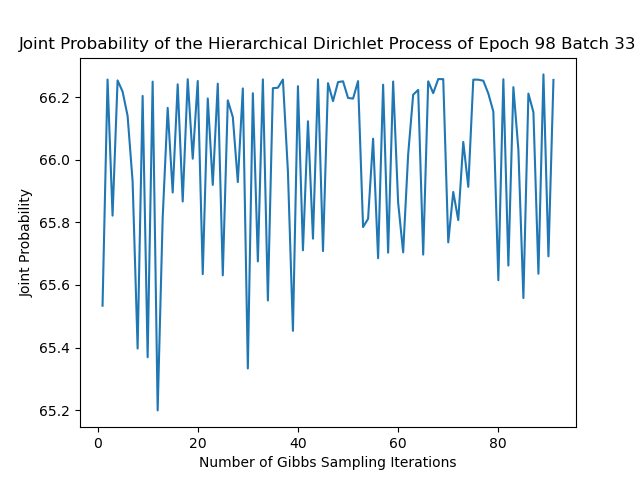 Joint Probability of the Hierarchical Dirichlet Process of Epoch 98 Batch 33
66.2
66.0
65.8
65.6
65.4
65.2
Joint Probability
0 20 40 60 80
Number of Gibbs Sampling Iterations